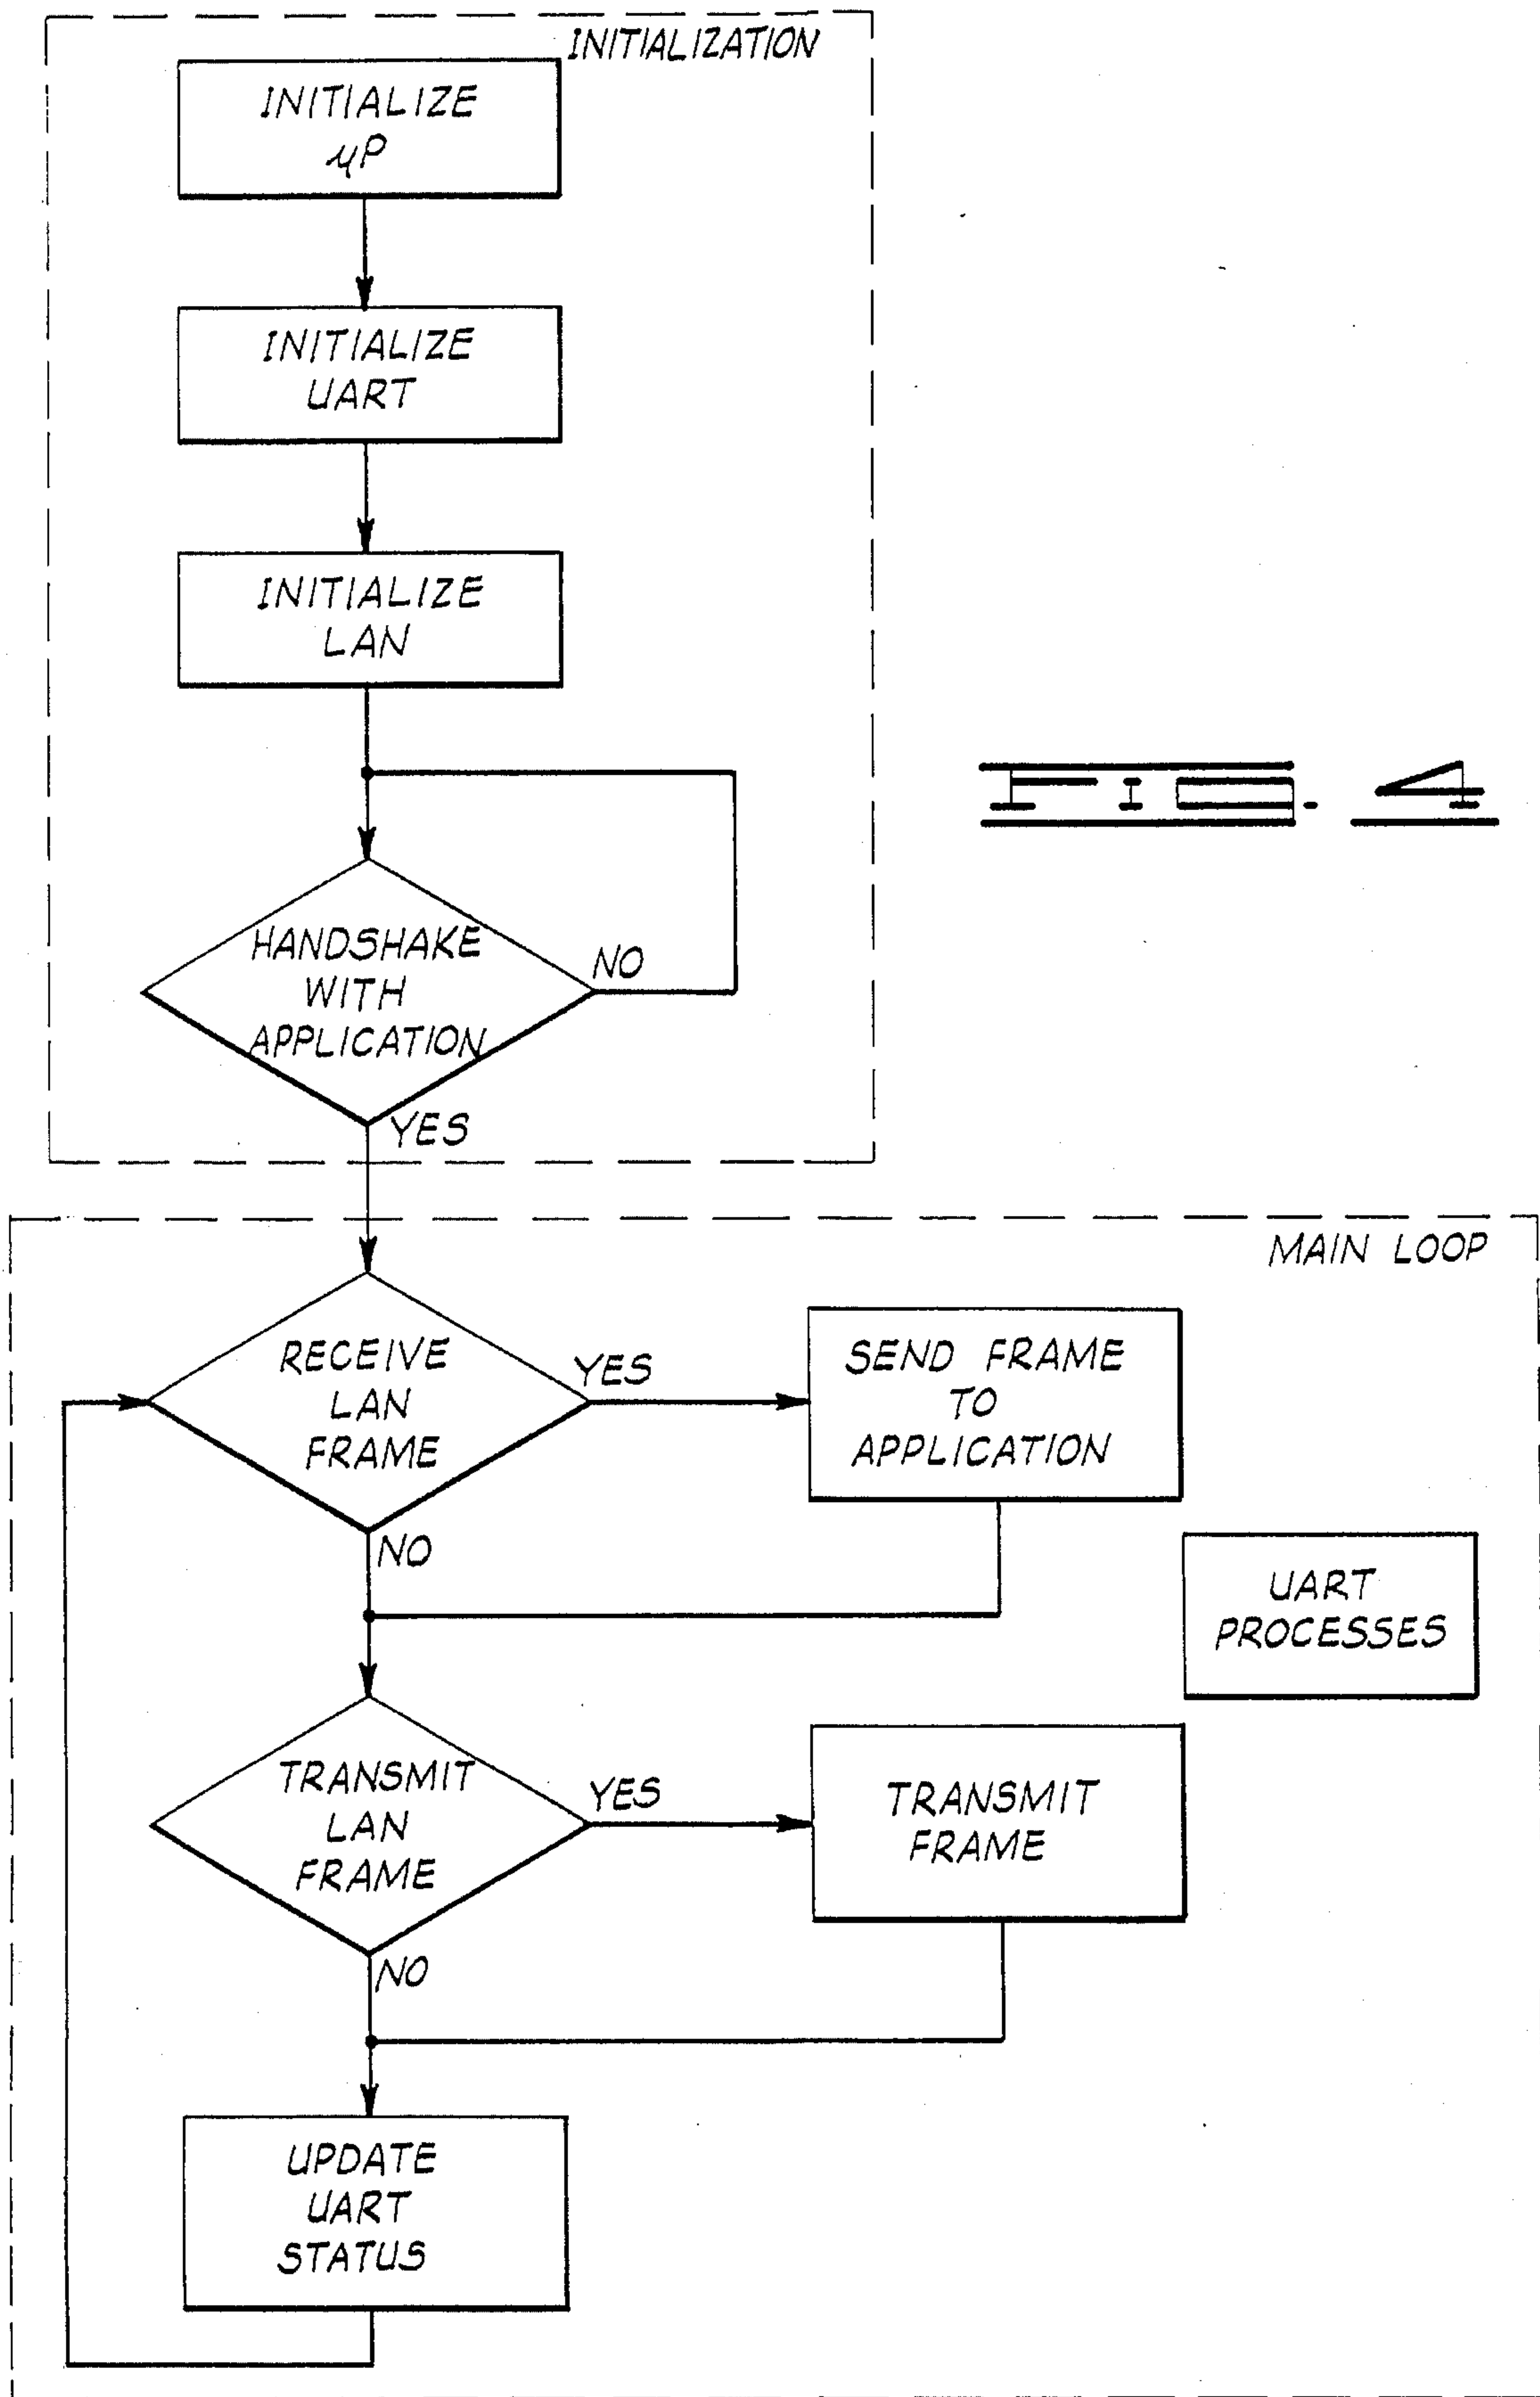 INITIALIZATION
INITIALIZE
μP
INITIALIZE
UART
INITIALIZE
LAN
FIG. 4
HANDSHAKE
WITH
APPLICATION
NO
YES
MAIN LOOP
RECEIVE
LAN
FRAME
YES
SEND FRAME
TO
APPLICATION
NO
UART
PROCESSES
TRANSMIT
LAN
FRAME
YES
TRANSMIT
FRAME
NO
UPDATE
UART
STATUS